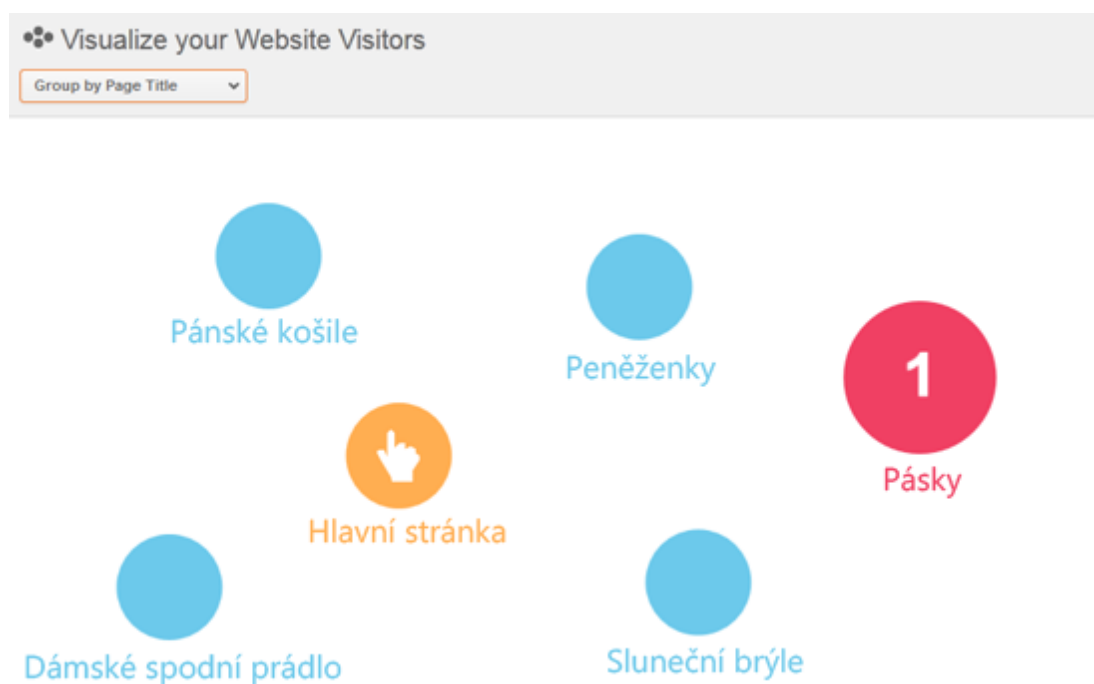 Visualize your Website Visitors
Group by Page Title
Pánské košile
Peněženky
1
Pásky
Hlavní stránka
Dámské spodní prádlo
Sluneční brýle